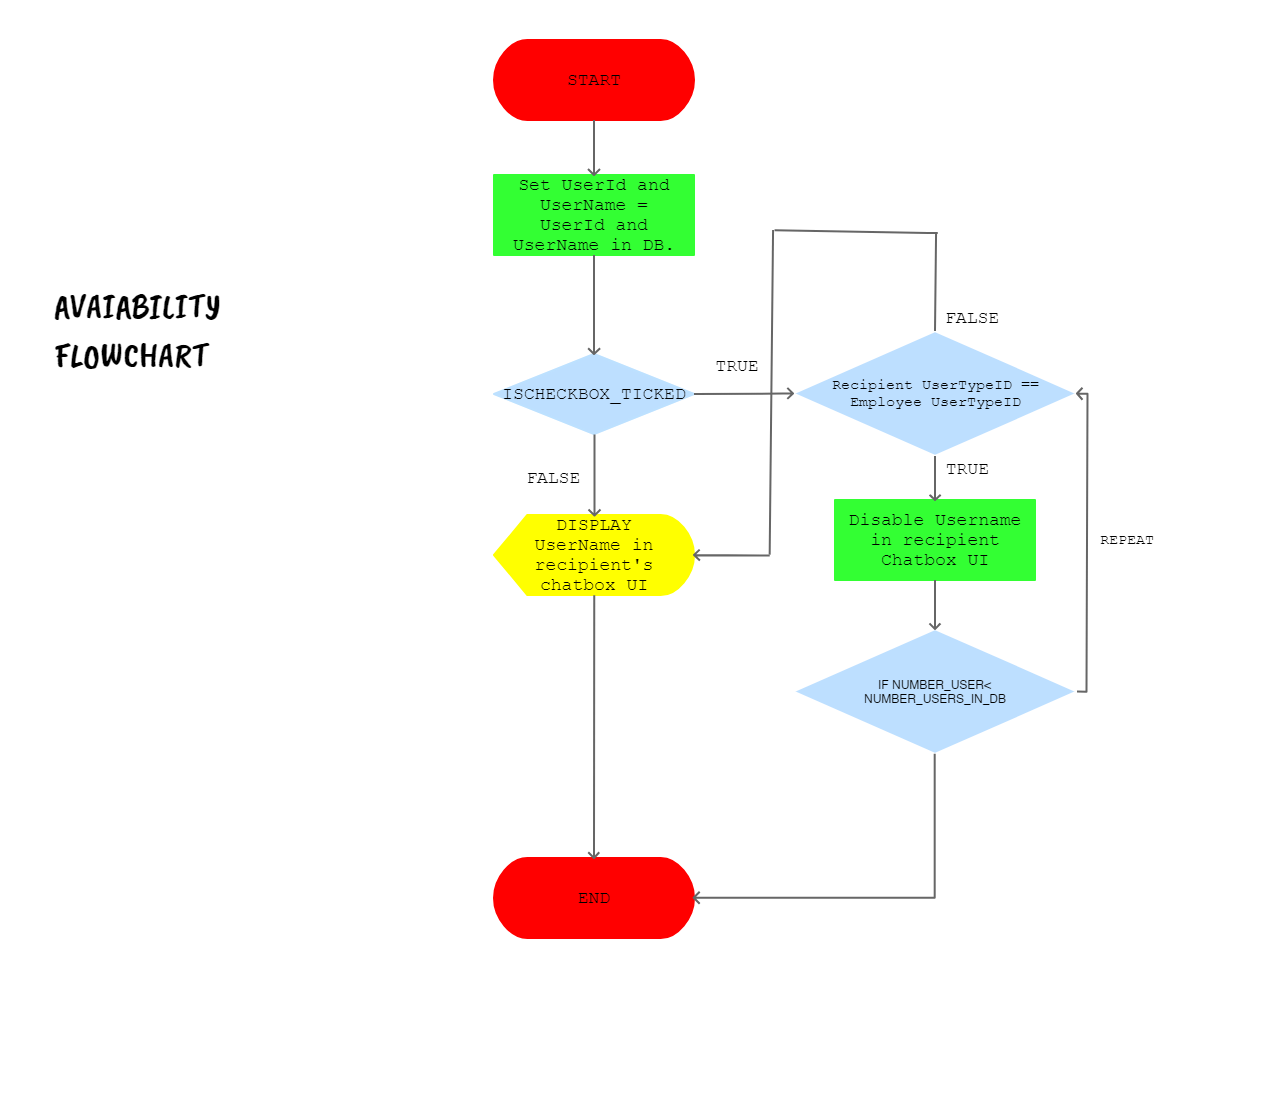 START
Set UserId and
UserName =
UserId and
UserName in DB.
AVAIABILITY
FLOWCHART
FALSE
TRUE
ISCHECKBOX_TICKED
Recipient UserTypeID ==
Employee UserTypeID
FALSE
TRUE
DISPLAY
UserName in
recipient's
chatbox UI
Disable Username
in recipient
Chatbox UI
REPEAT
IF NUMBER_USER<
NUMBER_USERS_IN_DB
END